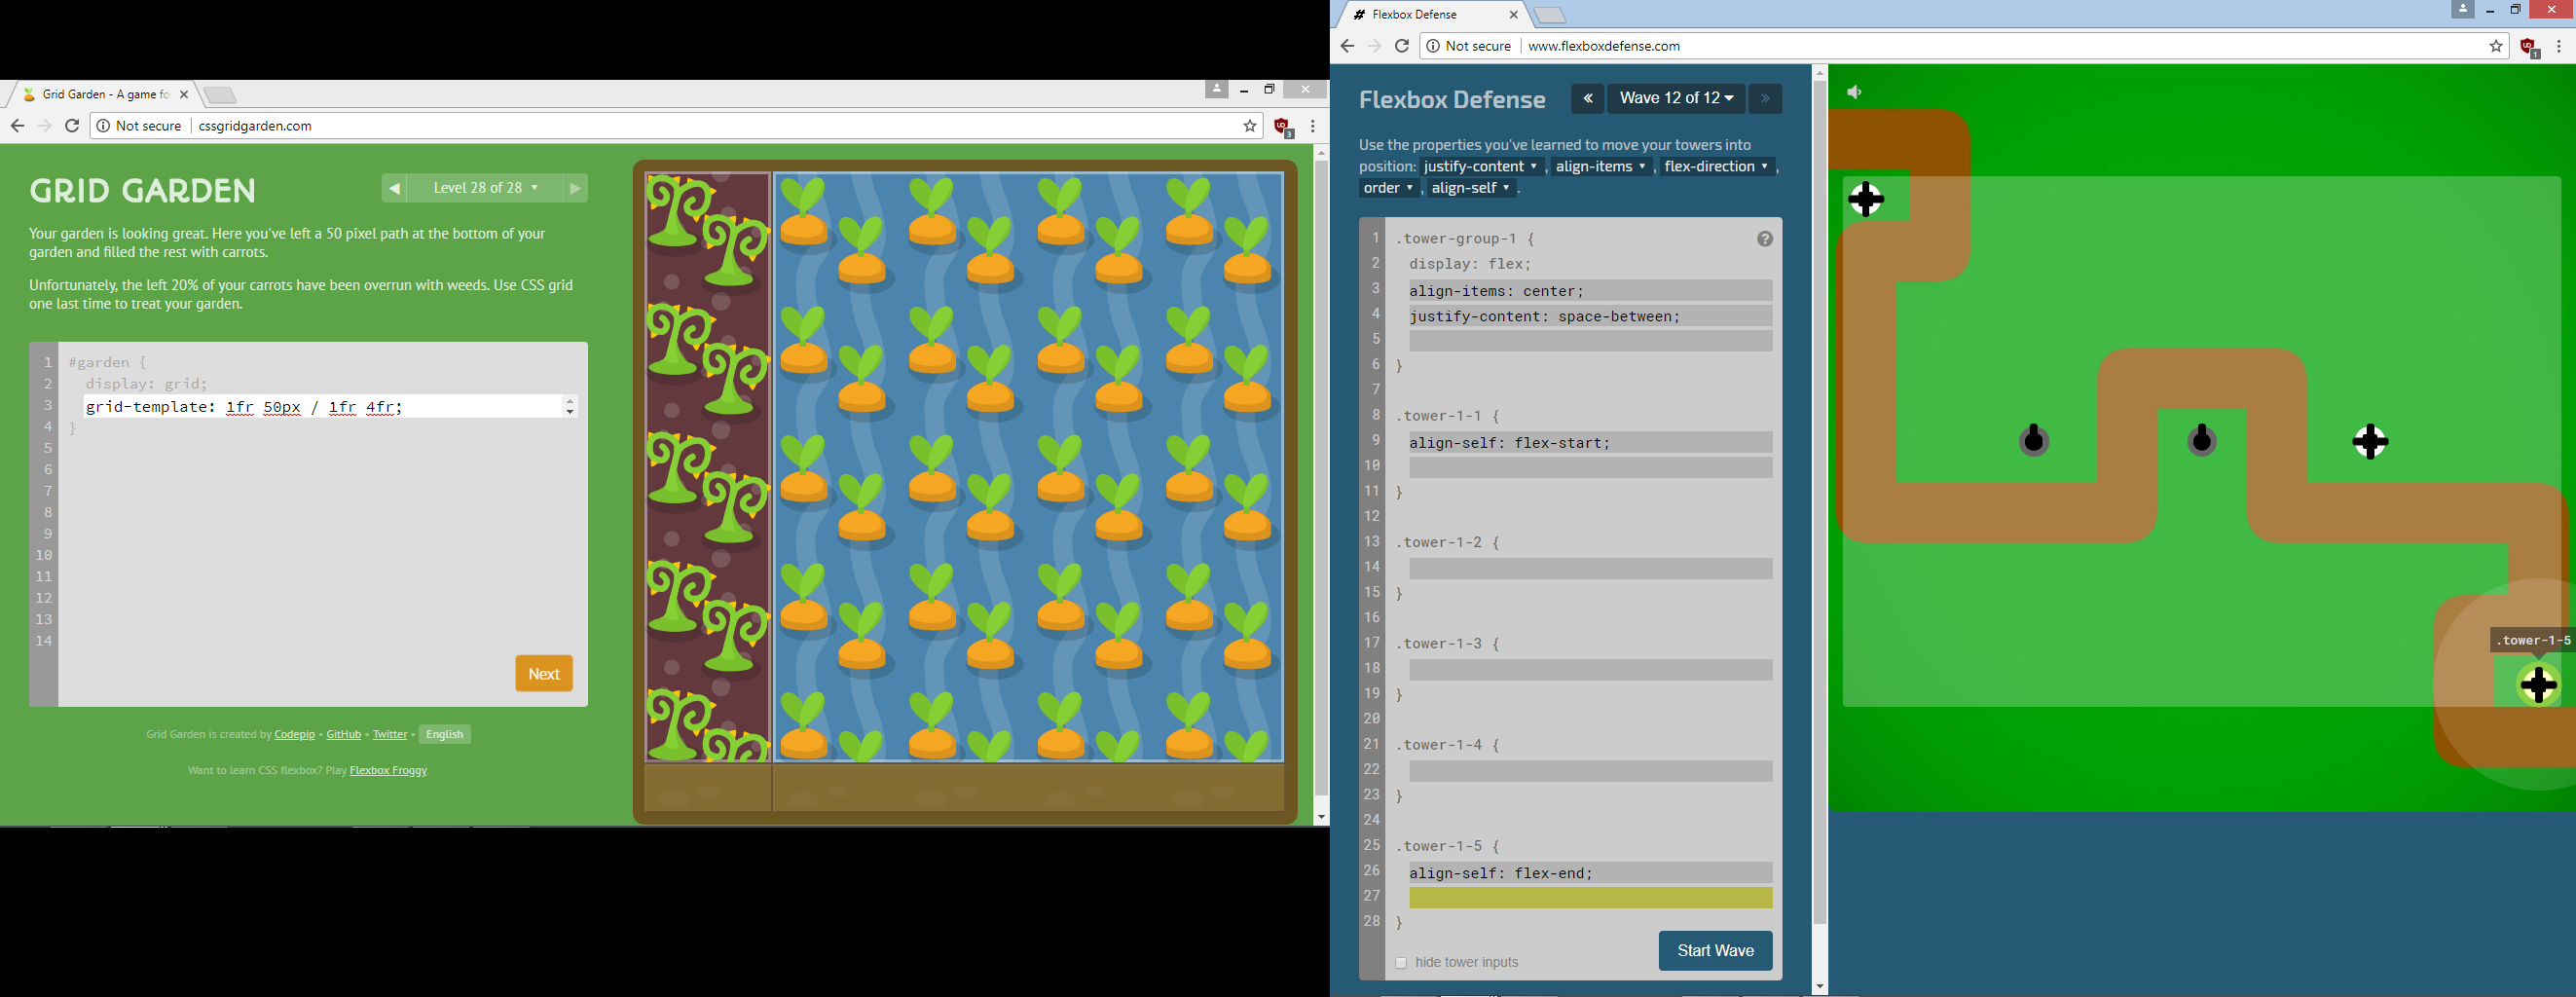 Grid Garden - A game fo
Not secure
cssgridgarden.com
3
GRID GARDEN
Level 28 of 28
Your garden is looking great. Here you've left a 50 pixel path at the bottom of your
garden and filled the rest with carrots.
Unfortunately, the left 20% of your carrots have been overrun with weeds. Use CSS grid
one last time to treat your garden.
1 #garden {
2 display: grid;
3 grid-template: 1fr 50px / 1fr 4fr;
4 }
5
6
7
8
9
10
11
12
13
14
Next
Grid Garden is created by Codepip • GitHub • Twitter • English
Want to learn CSS flexbox? Play Flexbox Froggy.
# Flexbox Defense
Not secure
www.flexboxdefense.com
1
Flexbox Defense
« Wave 12 of 12 »
Use the properties you've learned to move your towers into
position: justify-content , align-items , flex-direction ,
order , align-self .
1 .tower-group-1 {
2 display: flex;
3 align-items: center;
4 justify-content: space-between;
5
6 }
7
8 .tower-1-1 {
9 align-self: flex-start;
10
11 }
12
13 .tower-1-2 {
14
15 }
16
17 .tower-1-3 {
18
19 }
20
21 .tower-1-4 {
22
23 }
24
25 .tower-1-5 {
26 align-self: flex-end;
27
28 }
?
hide tower inputs
Start Wave
.tower-1-5